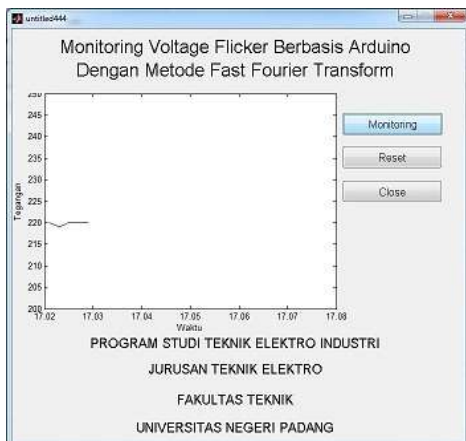 untitled444
Monitoring Voltage Flicker Berbasis Arduino
Dengan Metode Fast Fourier Transform
250
245
240
235
230
225
220
215
210
205
200
Tegangan
17.02 17.03 17.04 17.05 17.06 17.07 17.08
Waktu
Monitoring
Reset
Close
PROGRAM STUDI TEKNIK ELEKTRO INDUSTRI
JURUSAN TEKNIK ELEKTRO
FAKULTAS TEKNIK
UNIVERSITAS NEGERI PADANG